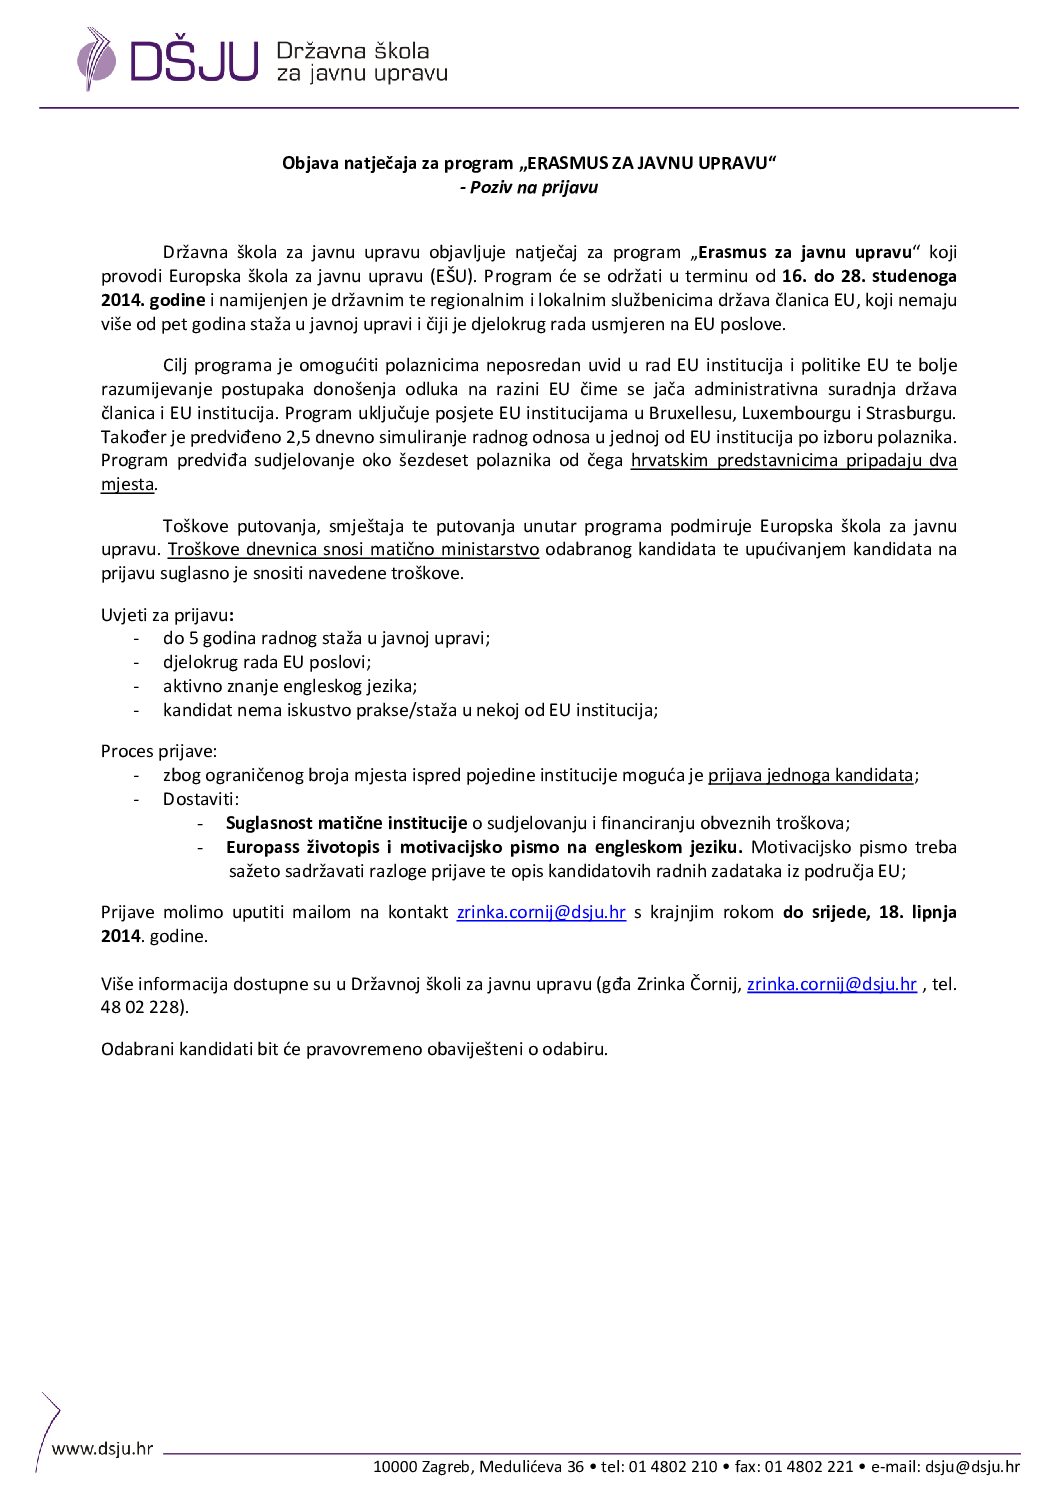 DŠJU Državna škola
za javnu upravu
Objava natječaja za program „ERASMUS ZA JAVNU UPRAVU“
- Poziv na prijavu
Državna škola za javnu upravu objavljuje natječaj za program „Erasmus za javnu upravu“ koji
provodi Europska škola za javnu upravu (EŠU). Program će se održati u terminu od 16. do 28. studenoga
2014. godine i namijenjen je državnim te regionalnim i lokalnim službenicima država članica EU, koji nemaju
više od pet godina staža u javnoj upravi i čiji je djelokrug rada usmjeren na EU poslove.
Cilj programa je omogućiti polaznicima neposredan uvid u rad EU institucija i politike EU te bolje
razumijevanje postupaka donošenja odluka na razini EU čime se jača administrativna suradnja država
članica i EU institucija. Program uključuje posjete EU institucijama u Bruxellesu, Luxembourgu i Strasburgu.
Također je predviđeno 2,5 dnevno simuliranje radnog odnosa u jednoj od EU institucija po izboru polaznika.
Program predviđa sudjelovanje oko šezdeset polaznika od čega hrvatskim predstavnicima pripadaju dva
mjesta.
Toškove putovanja, smještaja te putovanja unutar programa podmiruje Europska škola za javnu
upravu. Troškove dnevnica snosi matično ministarstvo odabranog kandidata te upućivanjem kandidata na
prijavu suglasno je snositi navedene troškove.
Uvjeti za prijavu:
- do 5 godina radnog staža u javnoj upravi;
- djelokrug rada EU poslovi;
- aktivno znanje engleskog jezika;
- kandidat nema iskustvo prakse/staža u nekoj od EU institucija;
Proces prijave:
- zbog ograničenog broja mjesta ispred pojedine institucije moguća je prijava jednoga kandidata;
- Dostaviti:
- Suglasnost matične institucije o sudjelovanju i financiranju obveznih troškova;
- Europass životopis i motivacijsko pismo na engleskom jeziku. Motivacijsko pismo treba
sažeto sadržavati razloge prijave te opis kandidatovih radnih zadataka iz područja EU;
Prijave molimo uputiti mailom na kontakt zrinka.cornij@dsju.hr s krajnjim rokom do srijede, 18. lipnja
2014. godine.
Više informacija dostupne su u Državnoj školi za javnu upravu (gđa Zrinka Čornij, zrinka.cornij@dsju.hr , tel.
48 02 228).
Odabrani kandidati bit će pravovremeno obaviješteni o odabiru.
www.dsju.hr
10000 Zagreb, Medulićeva 36 • tel: 01 4802 210 • fax: 01 4802 221 • e-mail: dsju@dsju.hr